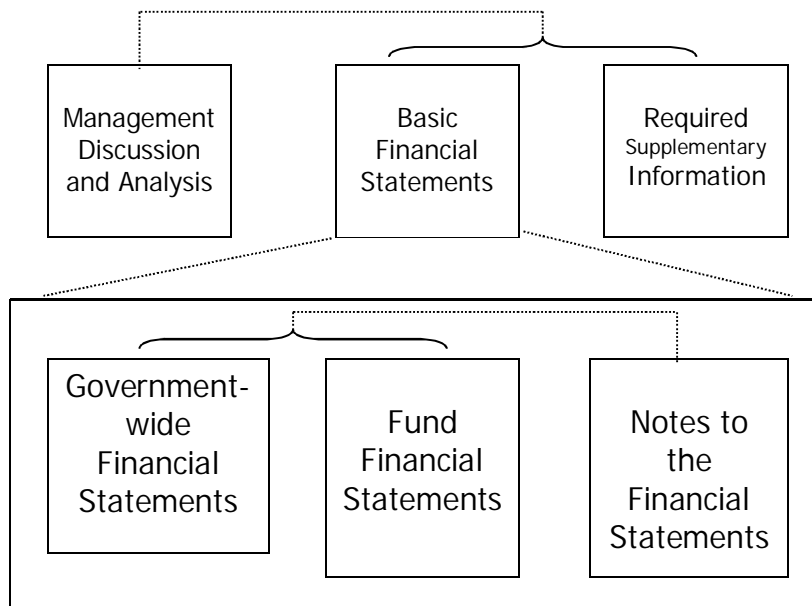 Management
Discussion
and Analysis
Basic
Financial
Statements
Required
Supplementary
Information
Government-
wide
Financial
Statements
Fund
Financial
Statements
Notes to
the
Financial
Statements